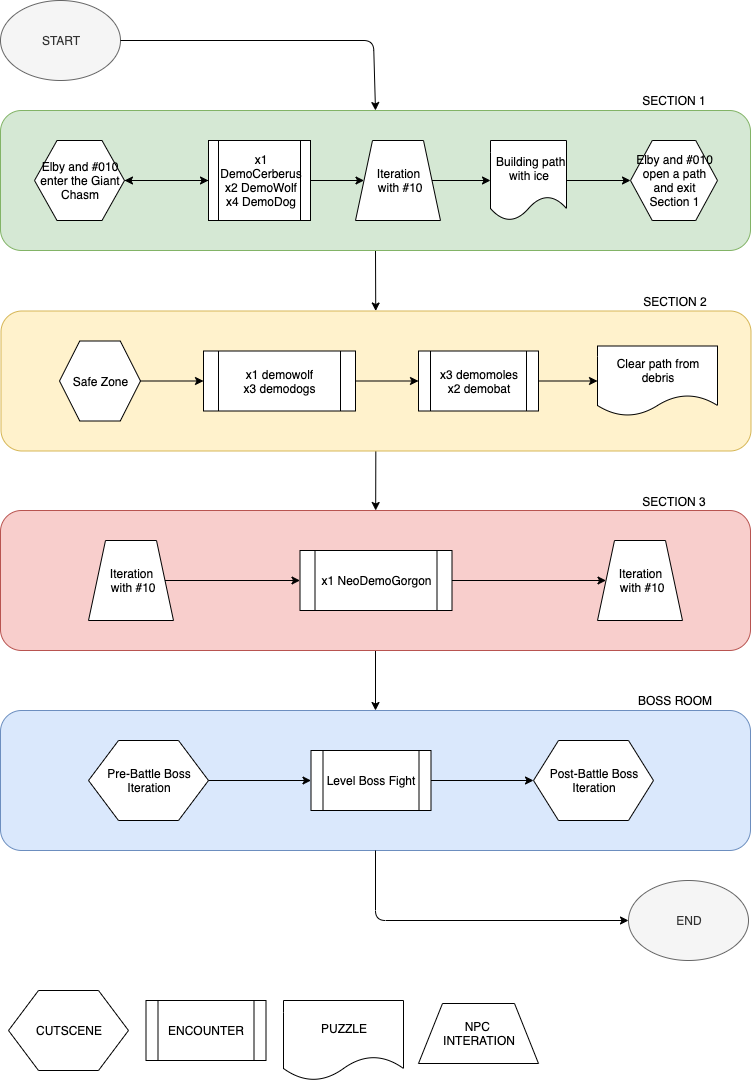 START
SECTION 1
Elby and #010
enter the Giant
Chasm
x1
DemoCerberus
x2 DemoWolf
x4 DemoDog
Iteration
with #10
Building path
with ice
Elby and #010
open a path
and exit
Section 1
SECTION 2
Safe Zone
x1 demowolf
x3 demodogs
x3 demomoles
x2 demobat
Clear path from
debris
SECTION 3
Iteration
with #10
x1 NeoDemoGorgon
Iteration
with #10
BOSS ROOM
Pre-Battle Boss
Iteration
Level Boss Fight
Post-Battle Boss
Iteration
END
CUTSCENE
ENCOUNTER
PUZZLE
NPC
INTERATION